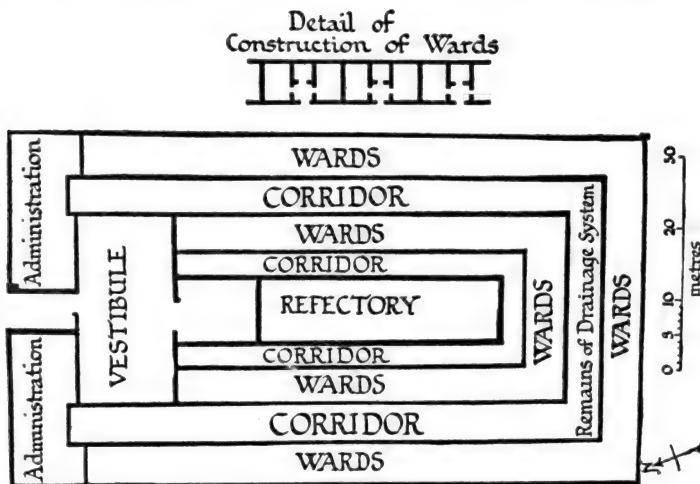 Detail of
Construction of Wards
Administration
WARDS
CORRIDOR
WARDS
CORRIDOR
VESTIBULE
REFECTORY
WARDS
Remains of Drainage System
WARDS
CORRIDOR
WARDS
Administration
CORRIDOR
WARDS
30
20
10
5
0
metres
N